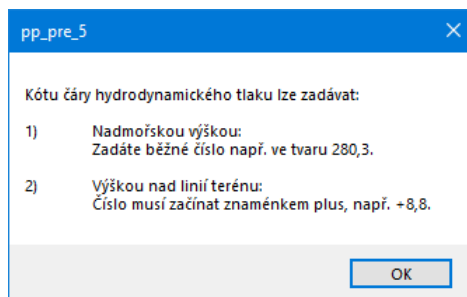 pp_pre_5
Kótu čáry hydrodynamického tlaku lze zadávat:
1) Nadmořskou výškou:
Zadáte běžné číslo např. ve tvaru 280,3.
2) Výškou nad linií terénu:
Číslo musí začínat znaménkem plus, např. +8,8.
OK